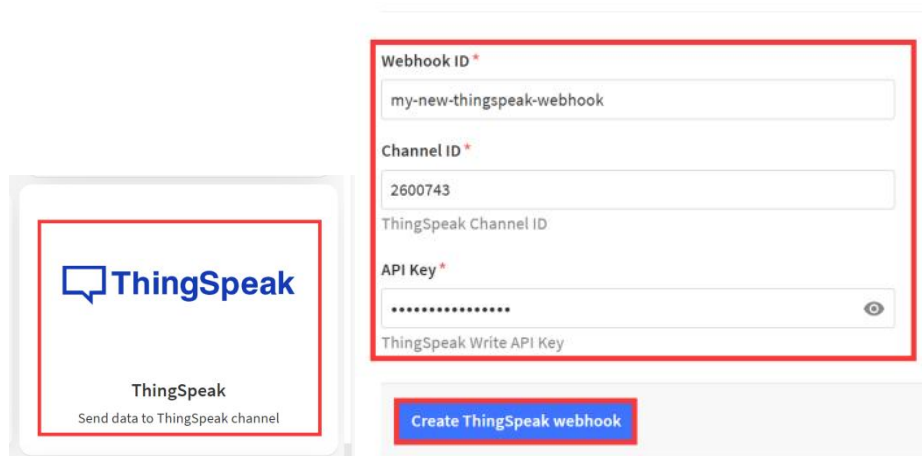 ThingSpeak
ThingSpeak
Send data to ThingSpeak channel
Webhook ID *
my-new-thingspeak-webhook
Channel ID *
2600743
ThingSpeak Channel ID
API Key *
••••••••••••••••
ThingSpeak Write API Key
Create ThingSpeak webhook